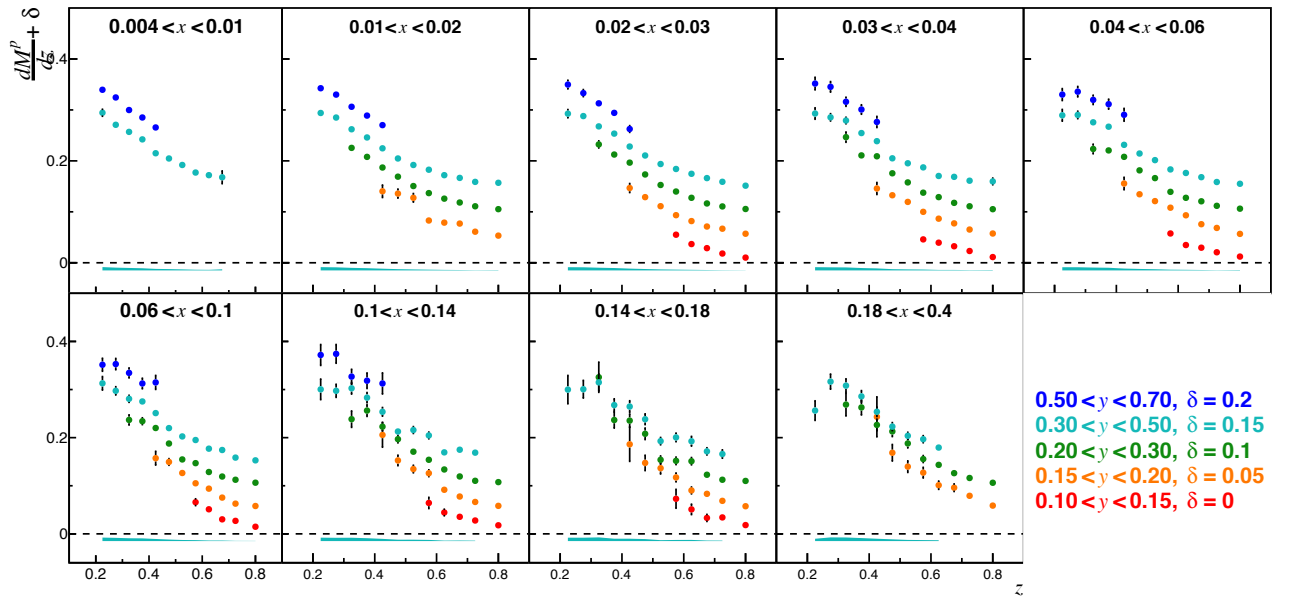 dM^p/dz + δ
0.004 < x < 0.01
0.01 < x < 0.02
0.02 < x < 0.03
0.03 < x < 0.04
0.04 < x < 0.06
0.4
0.2
0
0.06 < x < 0.1
0.1 < x < 0.14
0.14 < x < 0.18
0.18 < x < 0.4
0.4
0.2
0
0.50 < y < 0.70, δ = 0.2
0.30 < y < 0.50, δ = 0.15
0.20 < y < 0.30, δ = 0.1
0.15 < y < 0.20, δ = 0.05
0.10 < y < 0.15, δ = 0
0.2 0.4 0.6 0.8 0.2 0.4 0.6 0.8 0.2 0.4 0.6 0.8 0.2 0.4 0.6 0.8
z